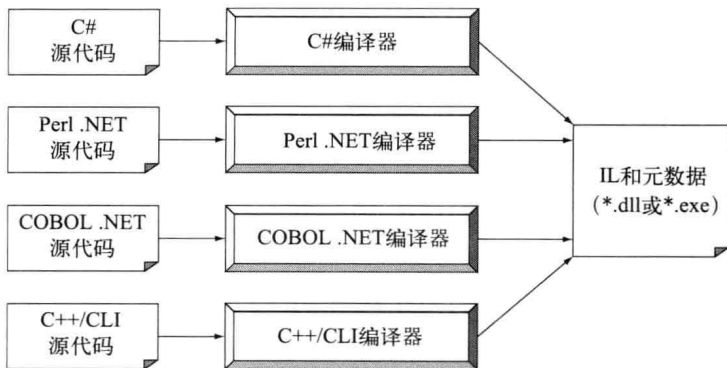 C#
源代码
C#编译器
Perl .NET
源代码
Perl .NET编译器
IL和元数据
（*.dll或*.exe）
COBOL .NET
源代码
COBOL .NET编译器
C++/CLI
源代码
C++/CLI编译器